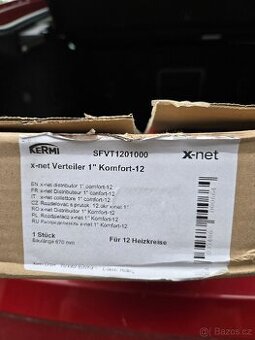 KERMI
SFVT1201000
x-net
x-net Verteiler 1" Komfort-12
EN x-net distributor 1" comfort-12
FR x-net Distributeur 1" confort-12
IT x-net collettore 1" comfort-12
CZ Rozdělovač s průtok. 12.okr x-net 1"
RO x-net Distribuitor 1" Komfort-12
PL Rozdzielacz x-net 1" Komfort-12
RU x-net 1" Komfort-12
1 Stück
Für 12 Heizkreise
Baulänge 670 mm
bazos.cz